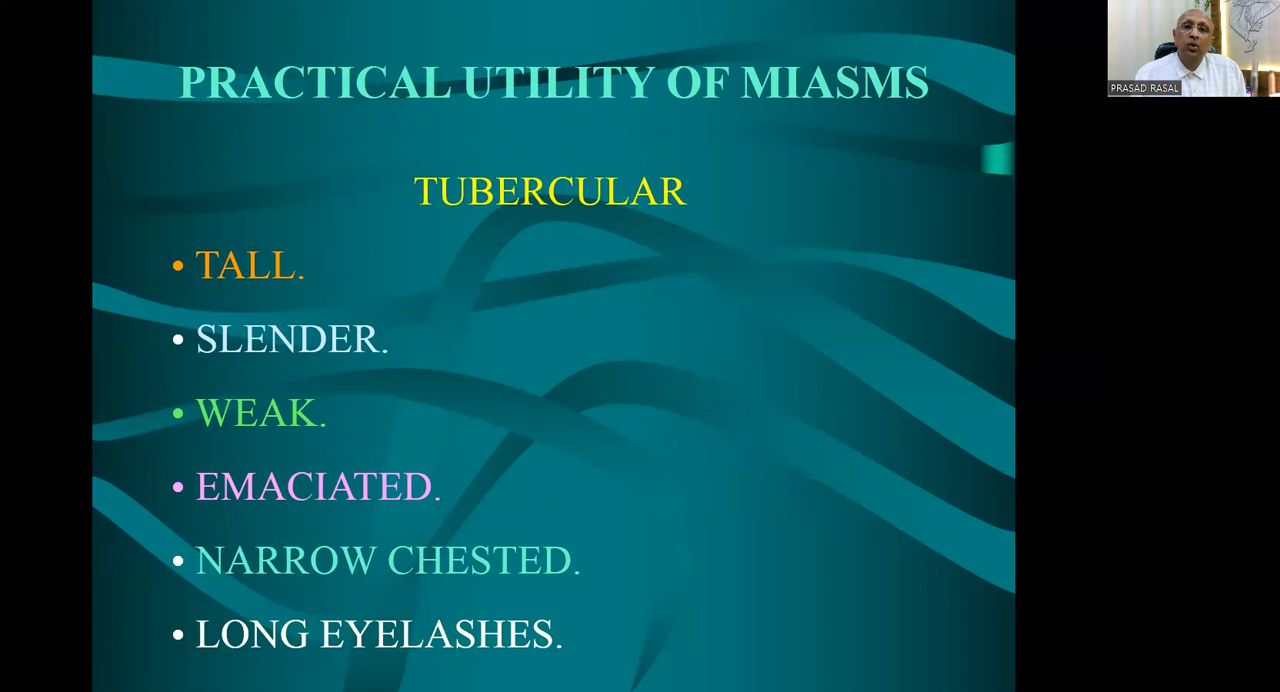 PRACTICAL UTILITY OF MIASMS
PRASAD RASAL
TUBERCULAR
• TALL.
• SLENDER.
• WEAK.
• EMACIATED.
• NARROW CHESTED.
• LONG EYELASHES.